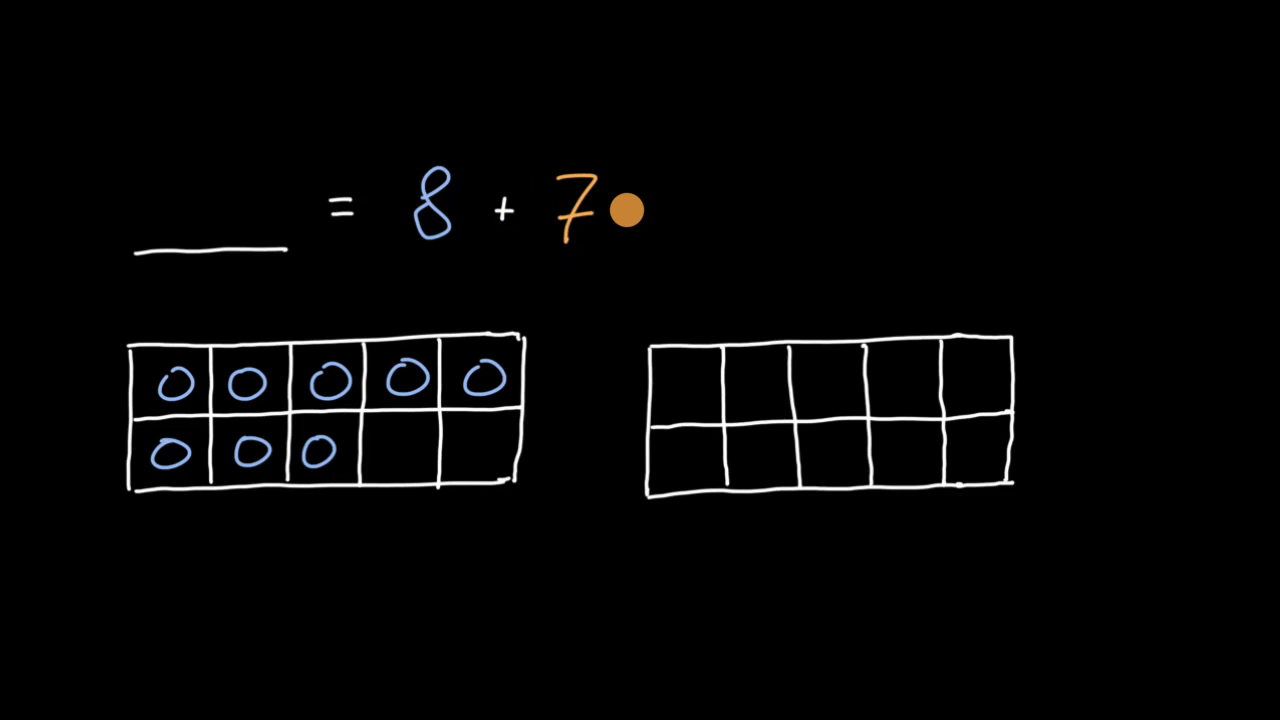 ___ = 8 + 7